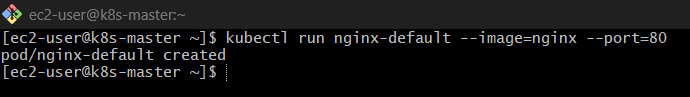 ec2-user@k8s-master:~
[ec2-user@k8s-master ~]$ kubectl run nginx-default --image=nginx --port=80
pod/nginx-default created
[ec2-user@k8s-master ~]$